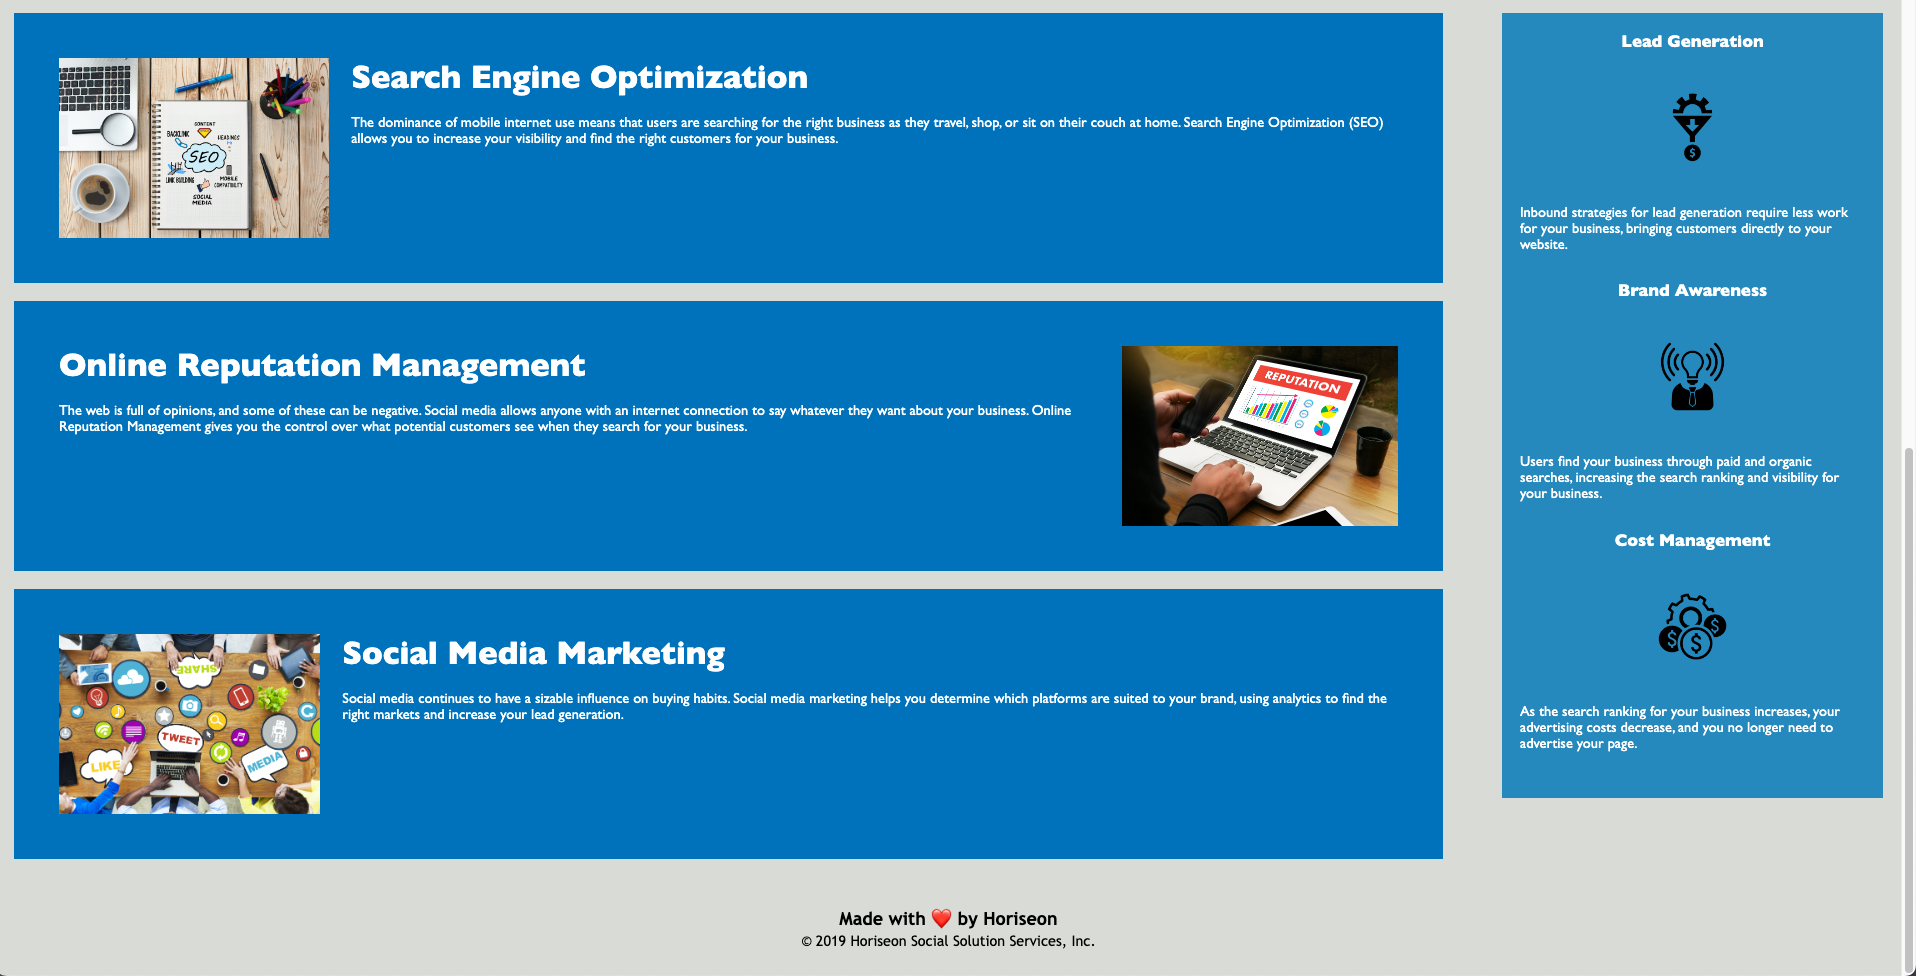 Search Engine Optimization
The dominance of mobile internet use means that users are searching for the right business as they travel, shop, or sit on their couch at home. Search Engine Optimization (SEO)
allows you to increase your visibility and find the right customers for your business.
CONTENT
BACKLINK
HEADINGS
SEO
LINK BUILDING
MOBILE
COMPATIBILITY
SOCIAL
MEDIA
Online Reputation Management
The web is full of opinions, and some of these can be negative. Social media allows anyone with an internet connection to say whatever they want about your business. Online
Reputation Management gives you the control over what potential customers see when they search for your business.
REPUTATION
Social Media Marketing
Social media continues to have a sizable influence on buying habits. Social media marketing helps you determine which platforms are suited to your brand, using analytics to find the
right markets and increase your lead generation.
SHARE
TWEET
LIKE
MEDIA
Lead Generation
$
Inbound strategies for lead generation require less work
for your business, bringing customers directly to your
website.
Brand Awareness
Users find your business through paid and organic
searches, increasing the search ranking and visibility for
your business.
Cost Management
$ $ $
As the search ranking for your business increases, your
advertising costs decrease, and you no longer need to
advertise your page.
Made with ❤️ by Horiseon
© 2019 Horiseon Social Solution Services, Inc.